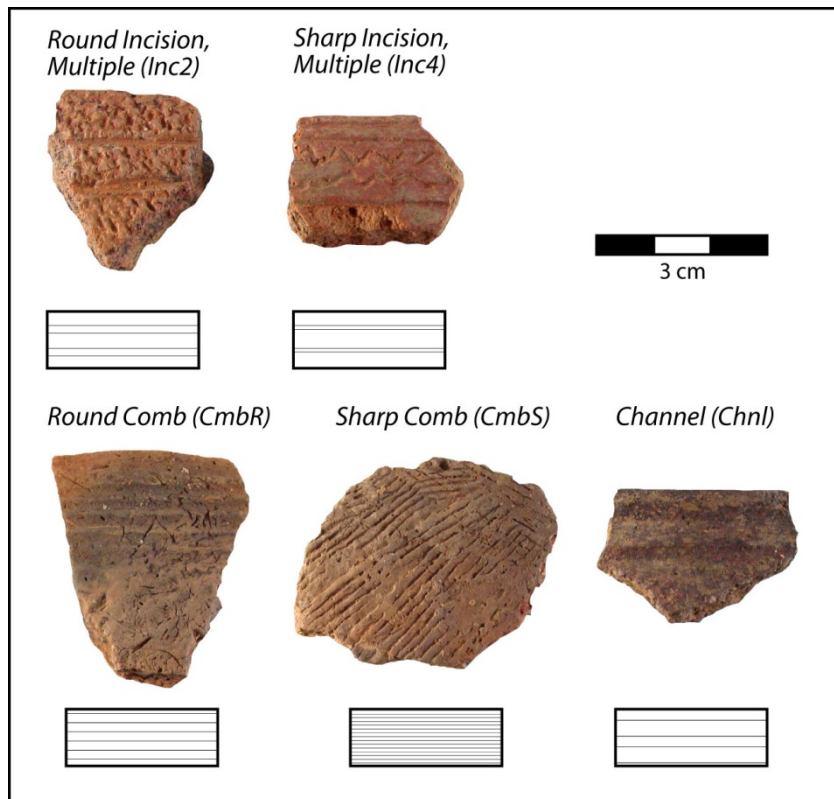 Round Incision,
Multiple (Inc2)
Sharp Incision,
Multiple (Inc4)
3 cm
Round Comb (CmbR)
Sharp Comb (CmbS)
Channel (Chnl)